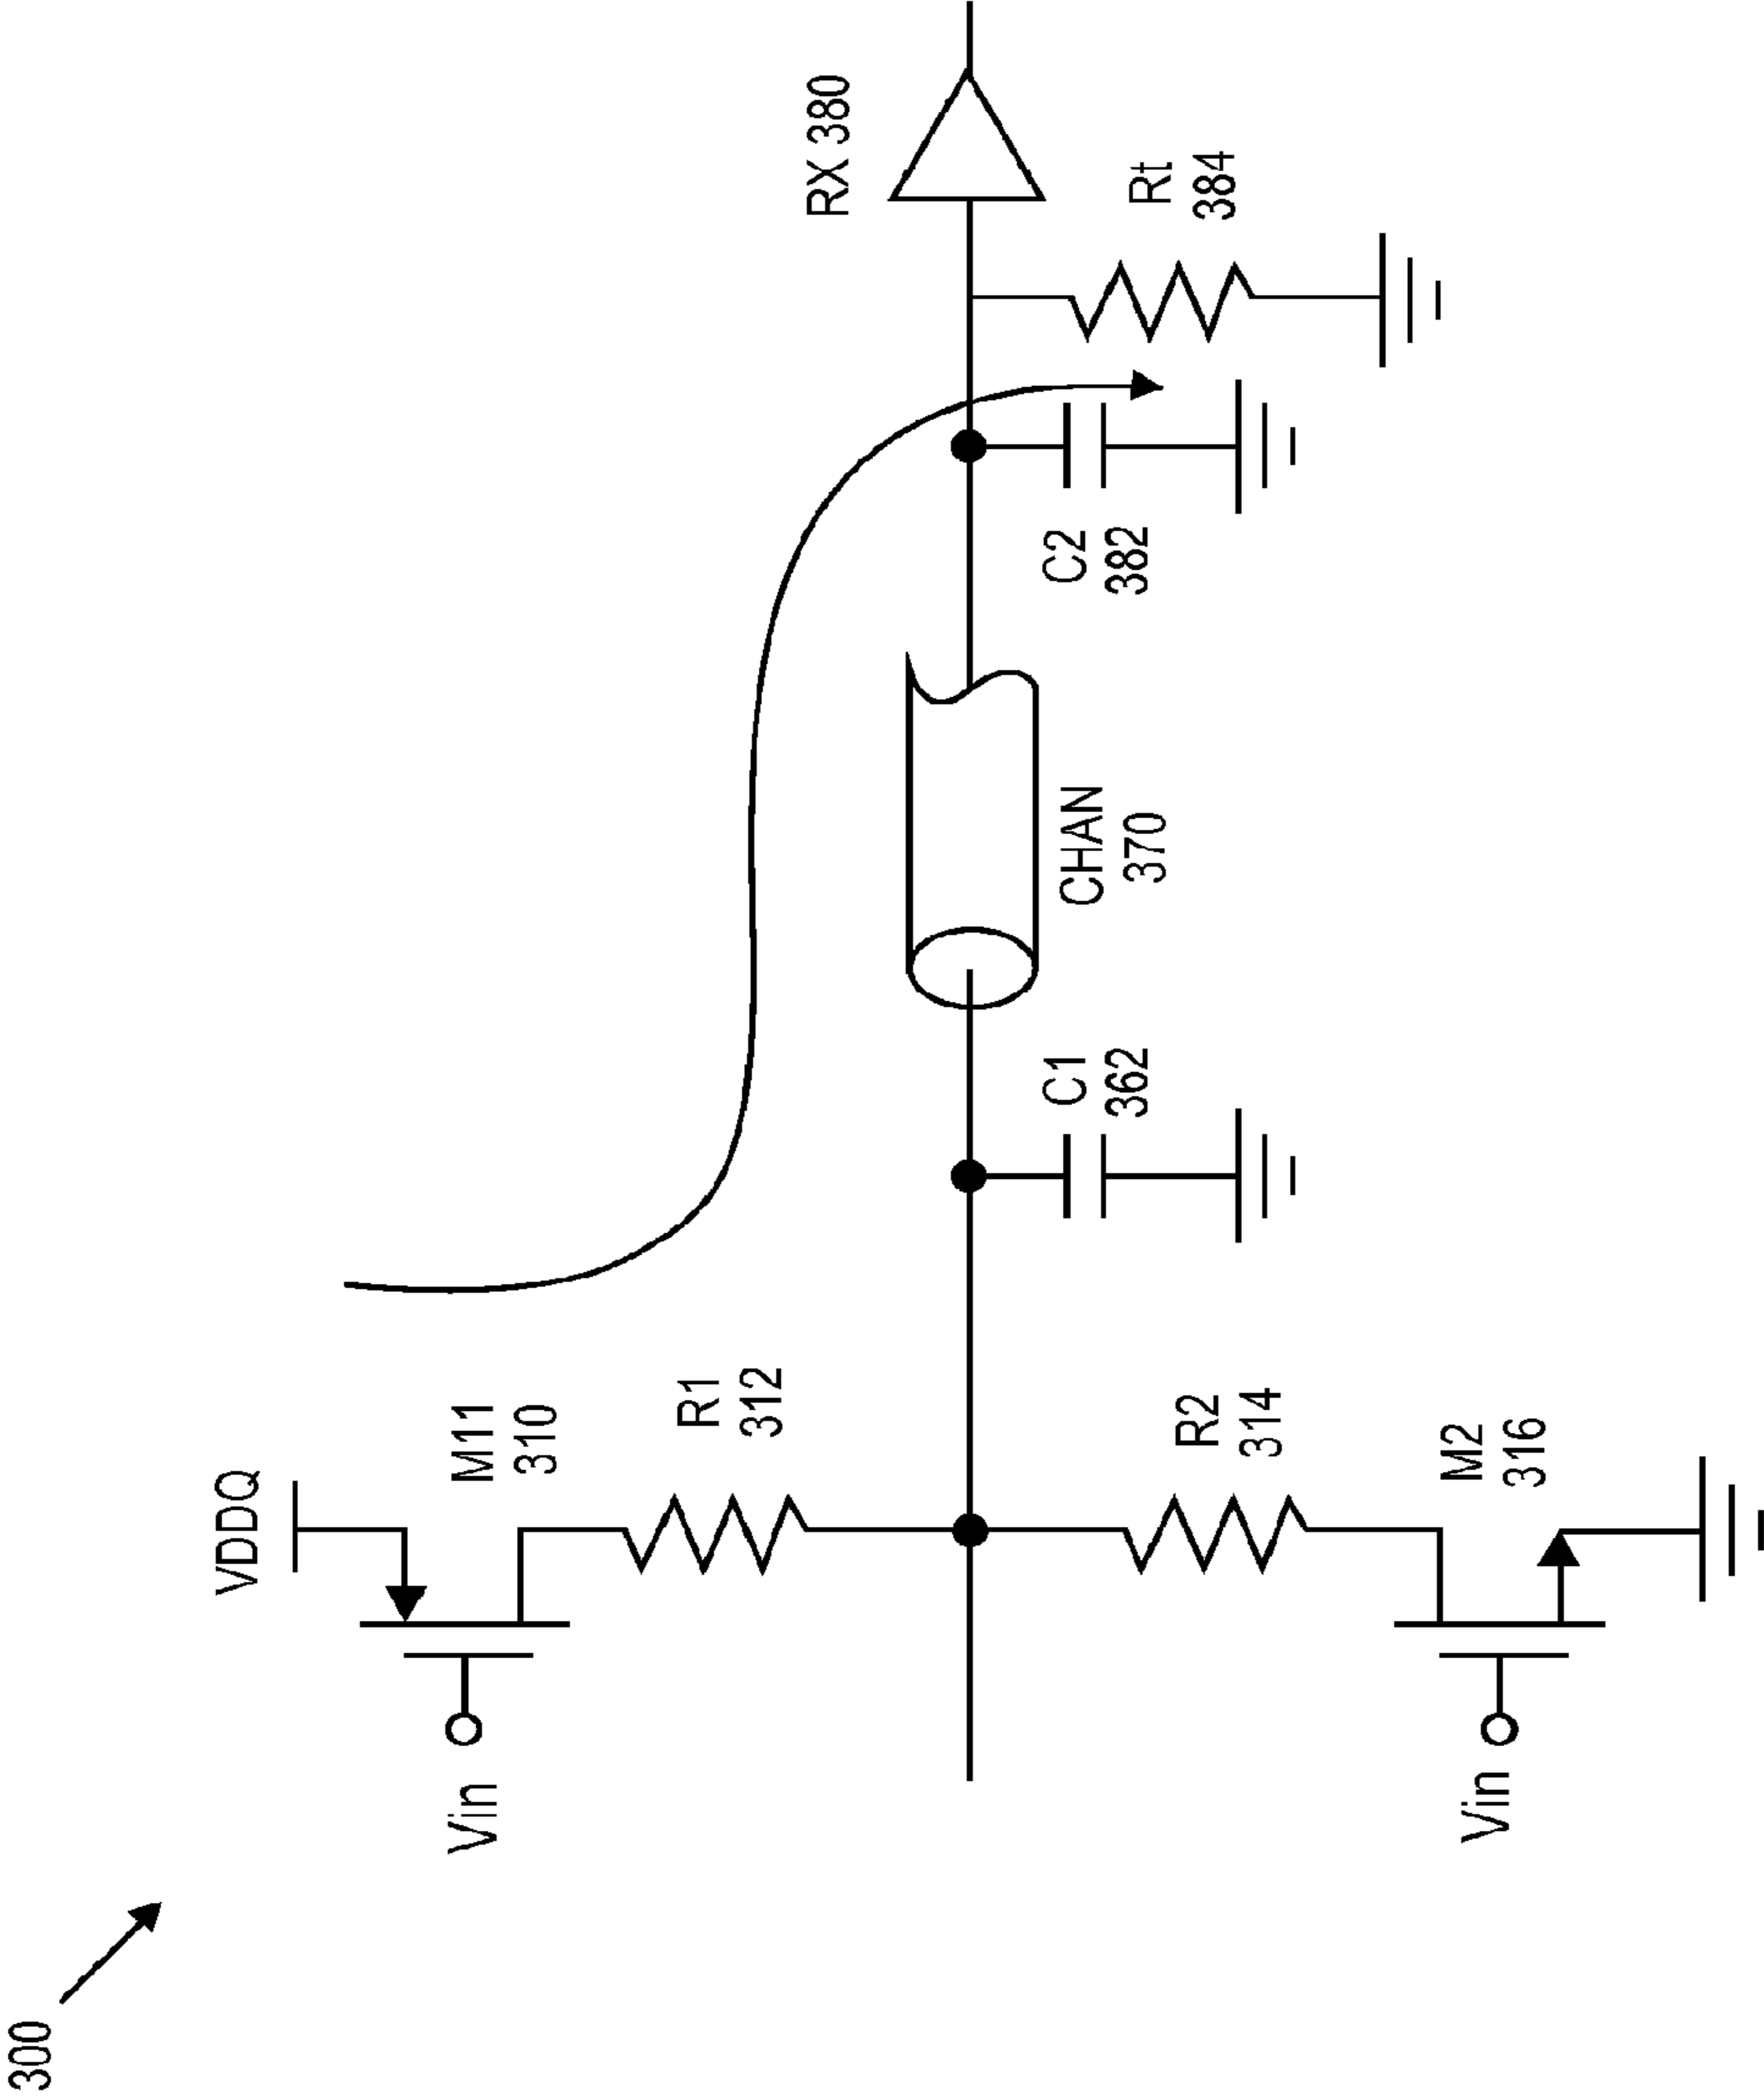 300
VDDQ
Vin
M11
310
R1
312
R2
314
Vin
M2
316
C1
362
CHAN
370
C2
382
RX 380
Rt
384